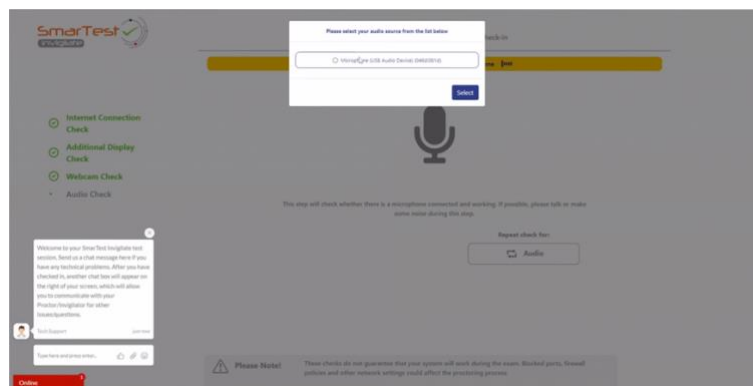 SmarTest
invigilate
Please select your audio source from the list below
Microphone (USB Audio Device)
Select
Check-in
Internet Connection
Check
Additional Display
Check
Webcam Check
Audio Check
This step will check whether there is a microphone connected and working. If possible, please talk or make
some noise during this step.
Repeat check for:
Audio
Welcome to your SmarTest Invigilate test
session. Send us a chat message here if you
have any technical problems. After you have
checked in, another chat box will appear on
the right of your screen, which will allow
you to communicate with your
Proctor/Invigilator for other
issues/questions.
Tech Support
just now
Type here and press enter...
Please Note!
These checks do not guarantee that your system will work during the exam. Blocked ports, firewall
policies and other network settings could affect the proctoring process.
Online
1